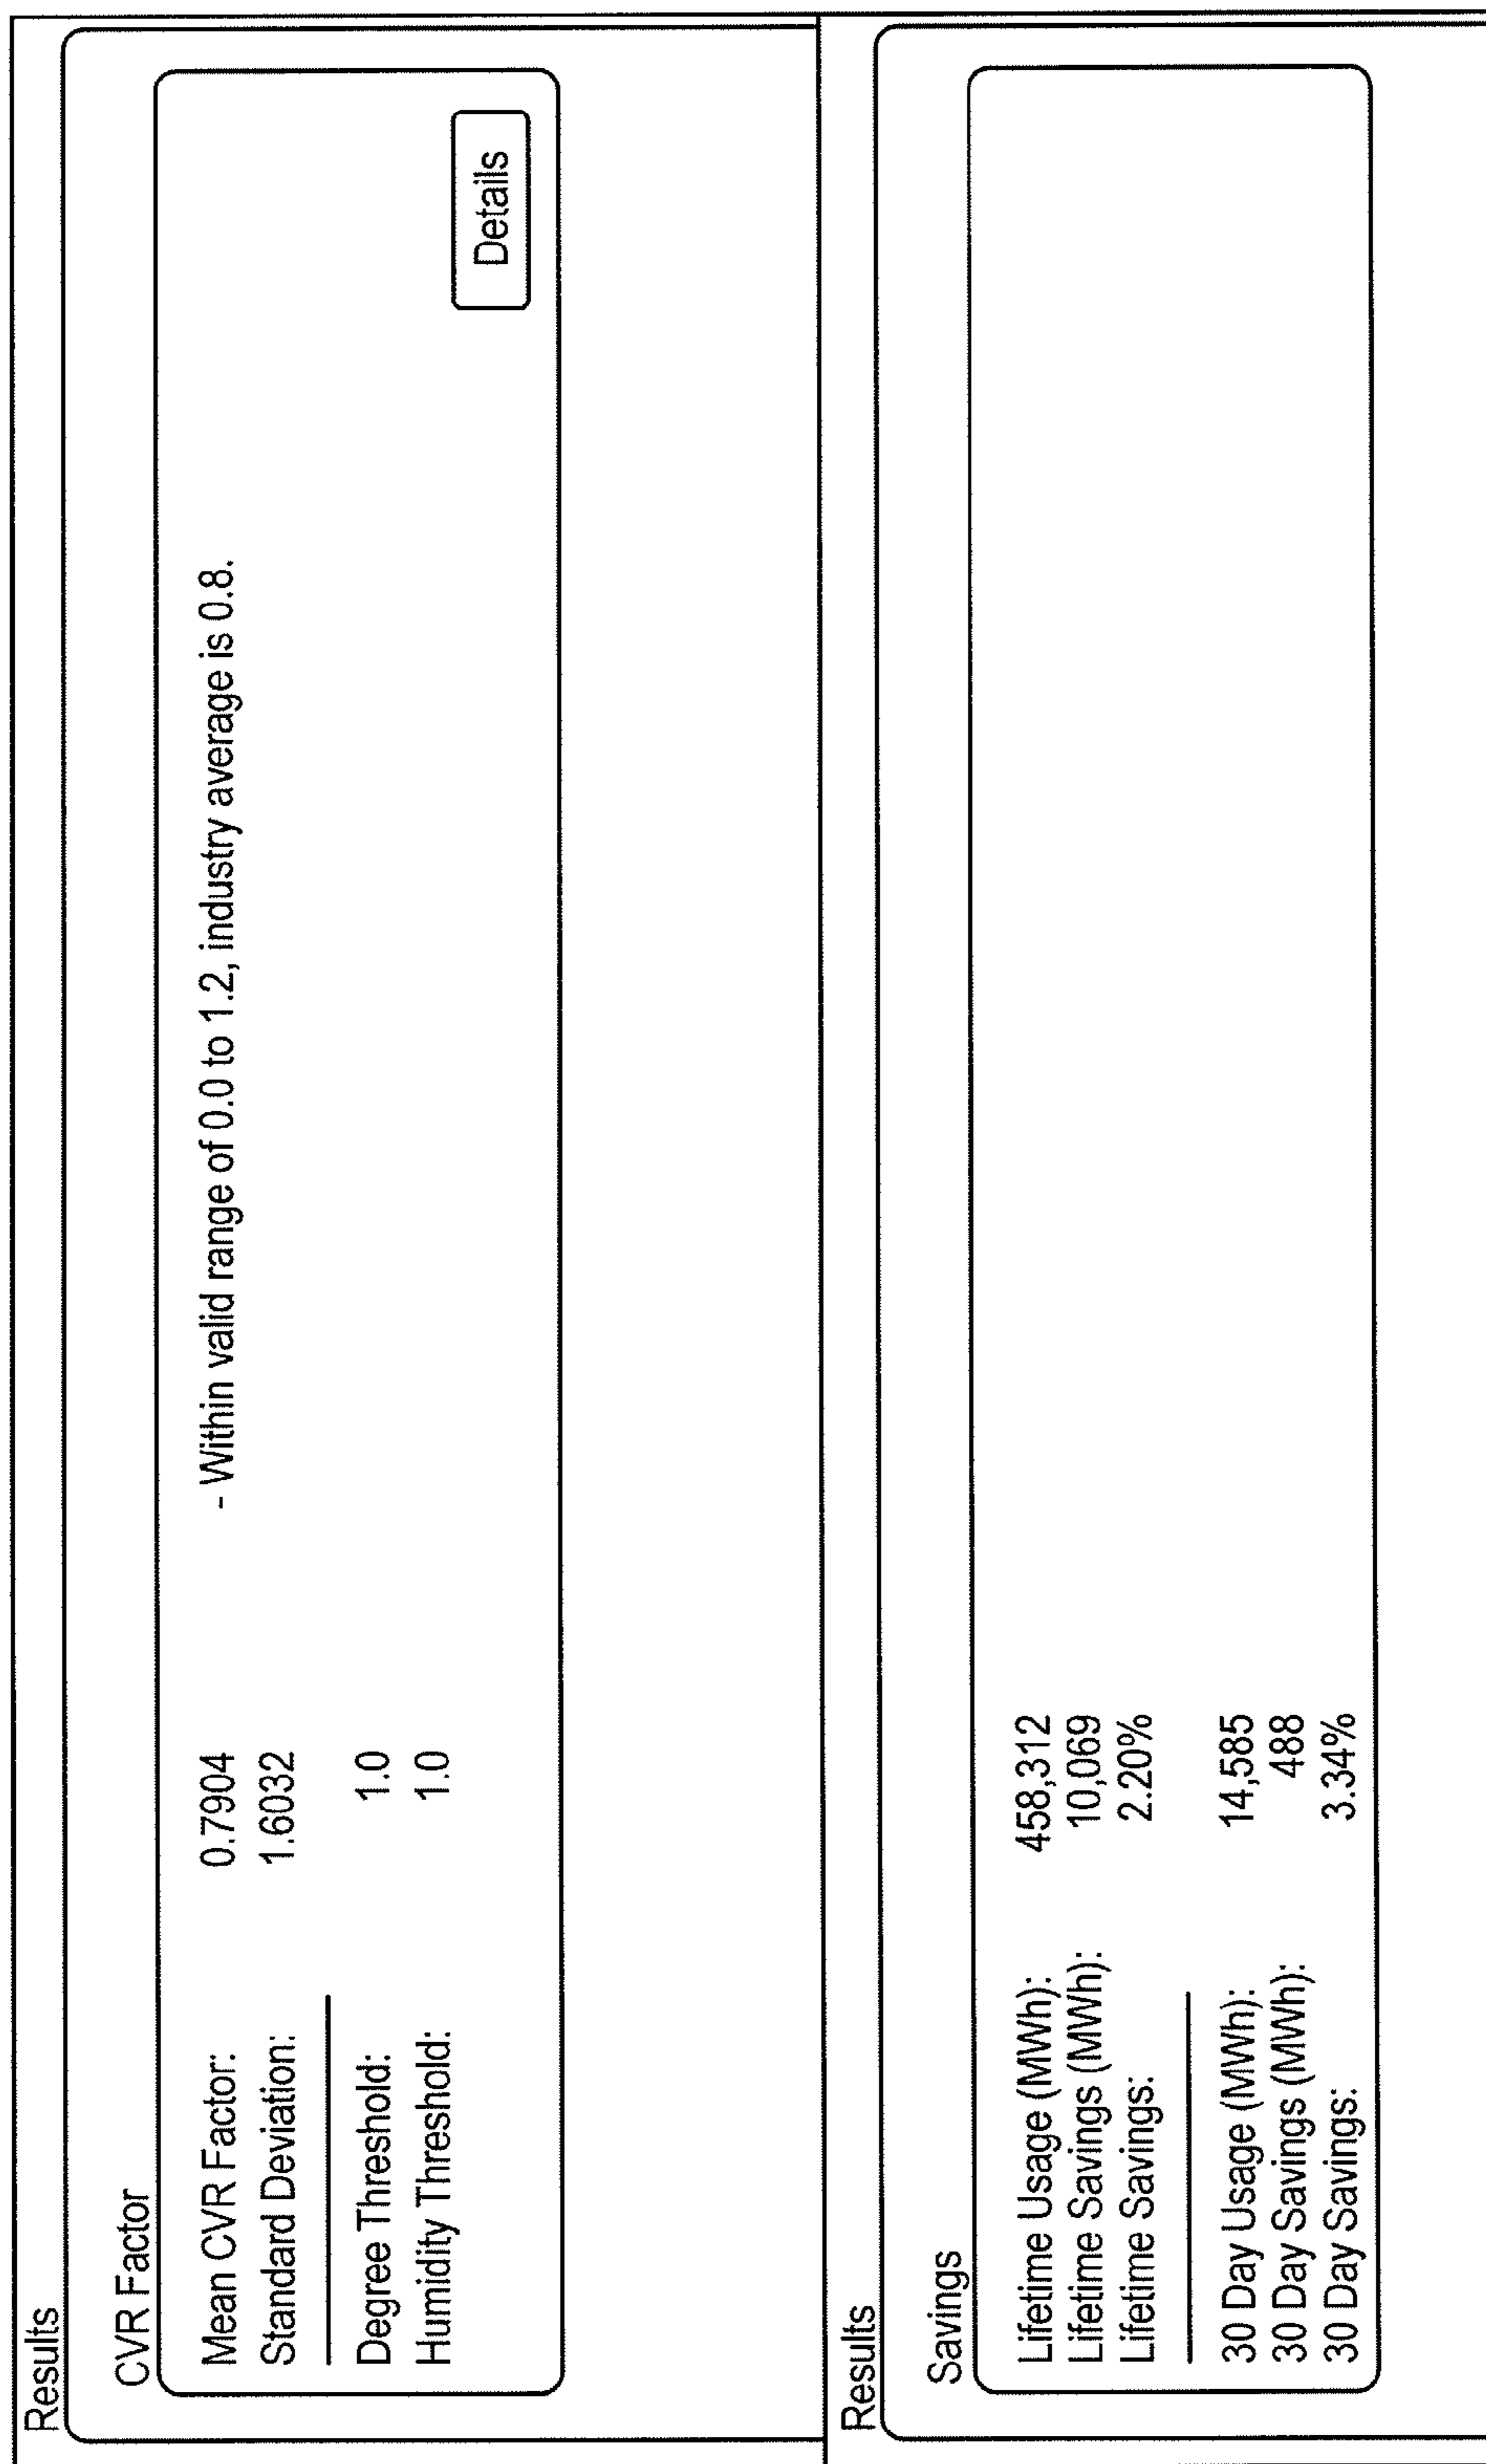 Results
CVR Factor
Mean CVR Factor: 0.7904 - Within valid range of 0.0 to 1.2, industry average is 0.8.
Standard Deviation: 1.6032
Degree Threshold: 1.0
Humidity Threshold: 1.0
Details
Results
Savings
Lifetime Usage (MWh): 458,312
Lifetime Savings (MWh): 10,069
Lifetime Savings: 2.20%
30 Day Usage (MWh): 14,585
30 Day Savings (MWh): 488
30 Day Savings: 3.34%